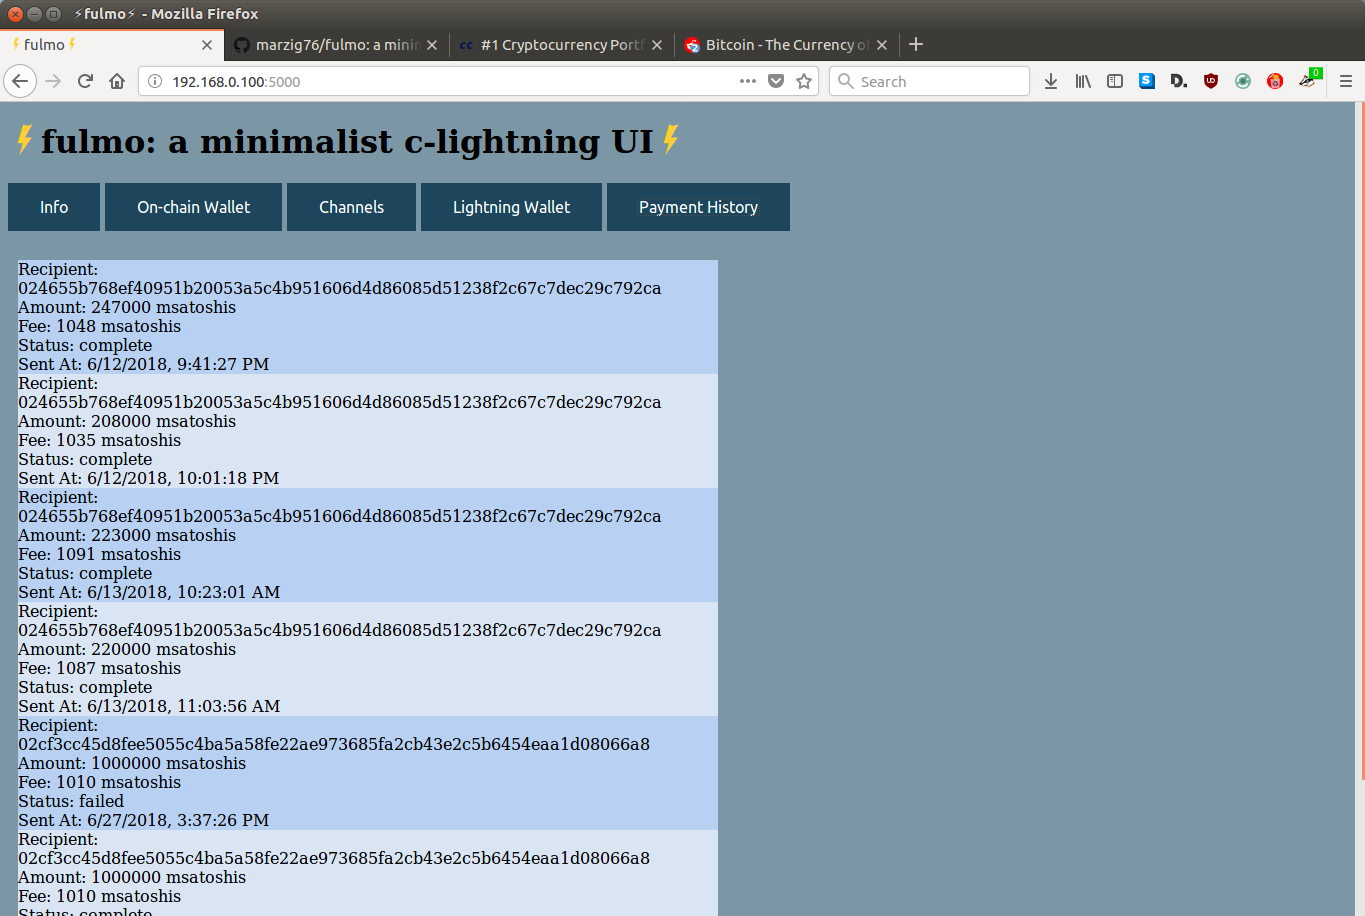 ⚡fulmo⚡ - Mozilla Firefox
⚡fulmo⚡
marzig76/fulmo: a mini
cc #1 Cryptocurrency Portf
Bitcoin - The Currency of
192.168.0.100:5000
Search
0
⚡fulmo: a minimalist c-lightning UI⚡
Info
On-chain Wallet
Channels
Lightning Wallet
Payment History
Recipient:
024655b768ef40951b20053a5c4b951606d4d86085d51238f2c67c7dec29c792ca
Amount: 247000 msatoshis
Fee: 1048 msatoshis
Status: complete
Sent At: 6/12/2018, 9:41:27 PM
Recipient:
024655b768ef40951b20053a5c4b951606d4d86085d51238f2c67c7dec29c792ca
Amount: 208000 msatoshis
Fee: 1035 msatoshis
Status: complete
Sent At: 6/12/2018, 10:01:18 PM
Recipient:
024655b768ef40951b20053a5c4b951606d4d86085d51238f2c67c7dec29c792ca
Amount: 223000 msatoshis
Fee: 1091 msatoshis
Status: complete
Sent At: 6/13/2018, 10:23:01 AM
Recipient:
024655b768ef40951b20053a5c4b951606d4d86085d51238f2c67c7dec29c792ca
Amount: 220000 msatoshis
Fee: 1087 msatoshis
Status: complete
Sent At: 6/13/2018, 11:03:56 AM
Recipient:
02cf3cc45d8fee5055c4ba5a58fe22ae973685fa2cb43e2c5b6454eaa1d08066a8
Amount: 1000000 msatoshis
Fee: 1010 msatoshis
Status: failed
Sent At: 6/27/2018, 3:37:26 PM
Recipient:
02cf3cc45d8fee5055c4ba5a58fe22ae973685fa2cb43e2c5b6454eaa1d08066a8
Amount: 1000000 msatoshis
Fee: 1010 msatoshis
Status: complete